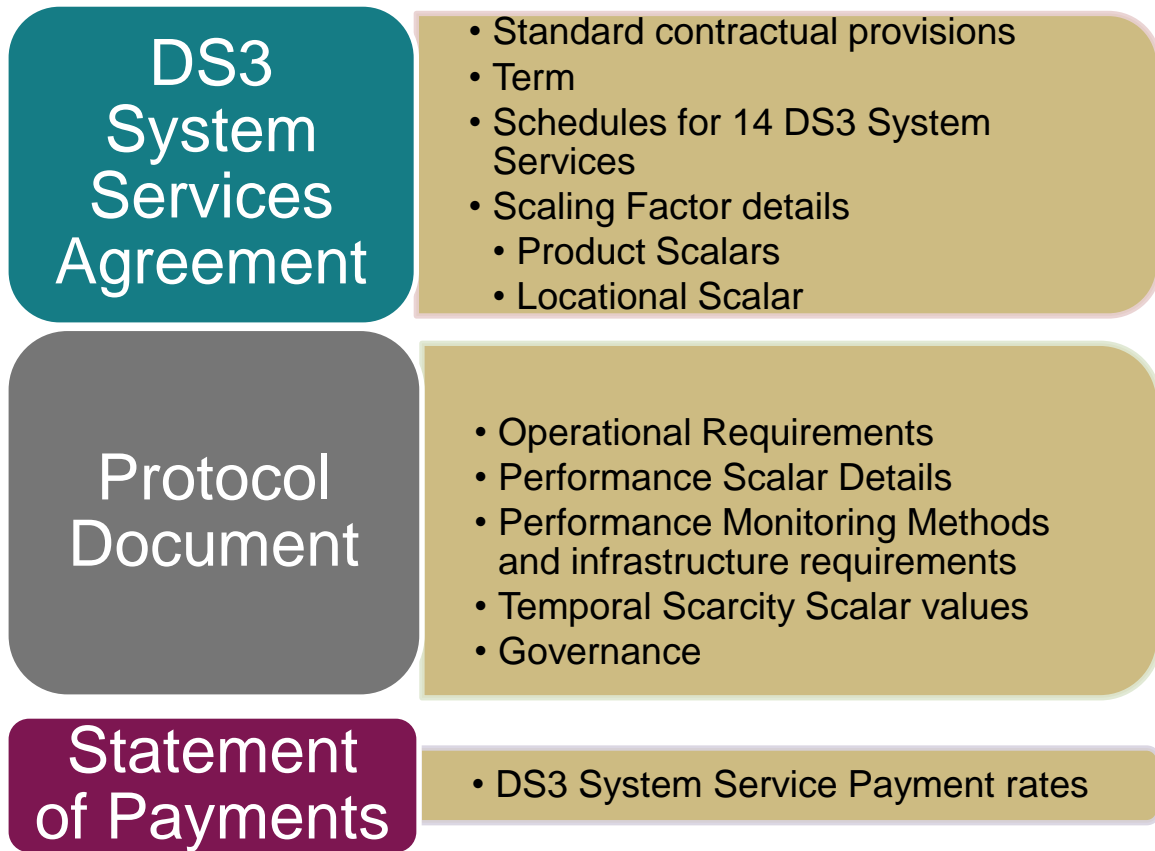 DS3
System
Services
Agreement
• Standard contractual provisions
• Term
• Schedules for 14 DS3 System
Services
• Scaling Factor details
• Product Scalars
• Locational Scalar
Protocol
Document
• Operational Requirements
• Performance Scalar Details
• Performance Monitoring Methods
and infrastructure requirements
• Temporal Scarcity Scalar values
• Governance
Statement
of Payments
• DS3 System Service Payment rates